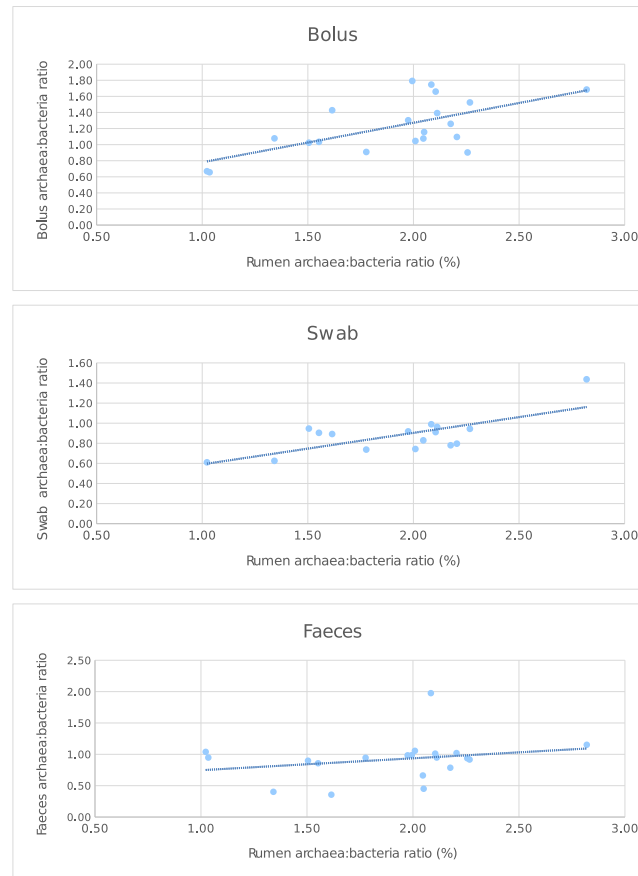 Bolus
Bolus archaea:bacteria ratio
2.00
1.80
1.60
1.40
1.20
1.00
0.80
0.60
0.40
0.20
0.00
0.50 1.00 1.50 2.00 2.50 3.00
Rumen archaea:bacteria ratio (%)
Swab
Swab archaea:bacteria ratio
1.60
1.40
1.20
1.00
0.80
0.60
0.40
0.20
0.00
0.50 1.00 1.50 2.00 2.50 3.00
Rumen archaea:bacteria ratio (%)
Faeces
Faeces archaea:bacteria ratio
2.50
2.00
1.50
1.00
0.50
0.00
0.50 1.00 1.50 2.00 2.50 3.00
Rumen archaea:bacteria ratio (%)